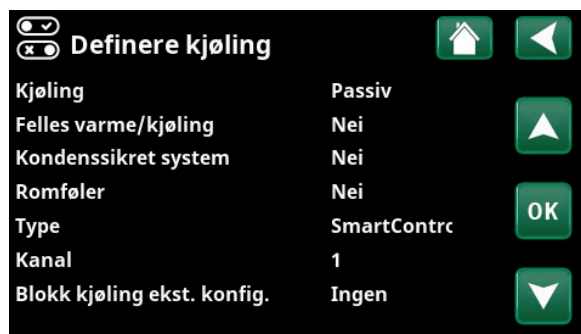 Definere kjøling
Kjøling Passiv
Felles varme/kjøling Nei
Kondenssikret system Nei
Romføler Nei
Type SmartContrc
Kanal 1
Blokk kjøling ekst. konfig. Ingen
OK